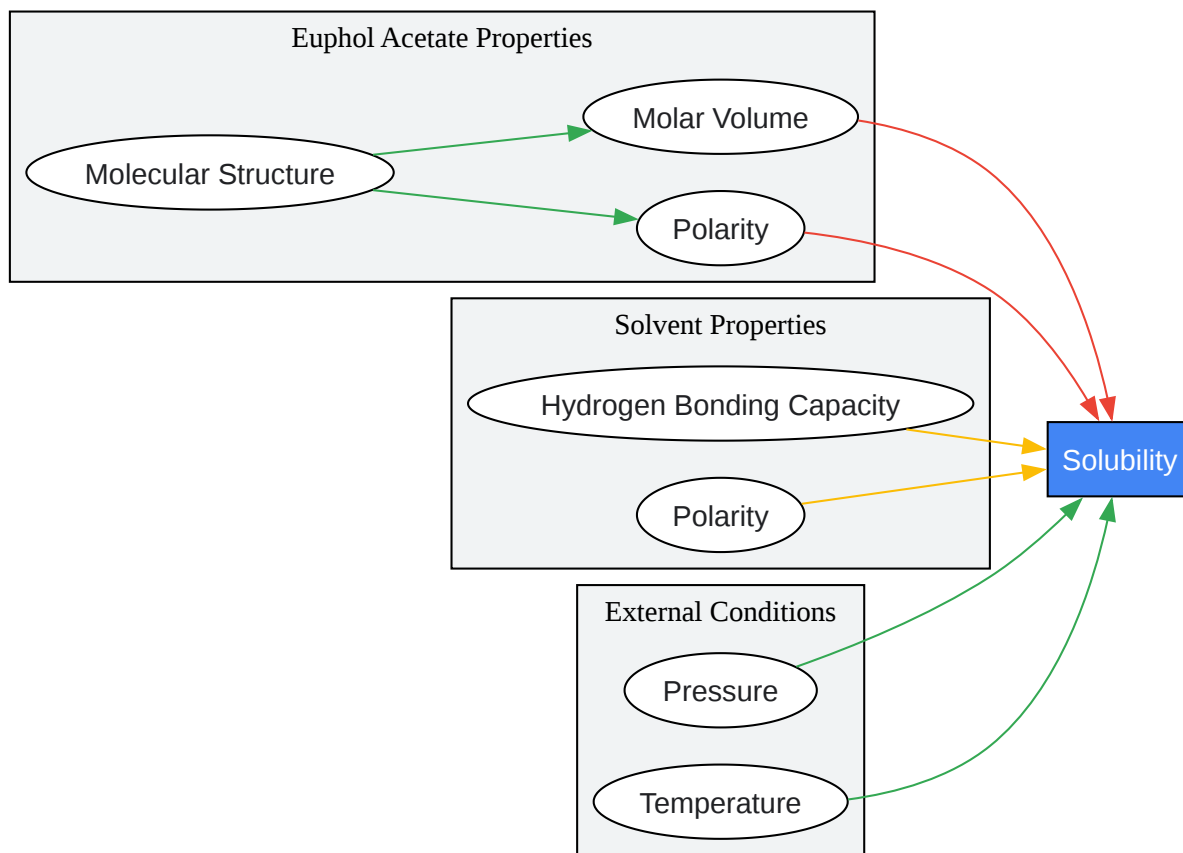 Euphol Acetate Properties
Molar Volume
Molecular Structure
Polarity
Solvent Properties
Hydrogen Bonding Capacity
Polarity
Solubility
External Conditions
Pressure
Temperature